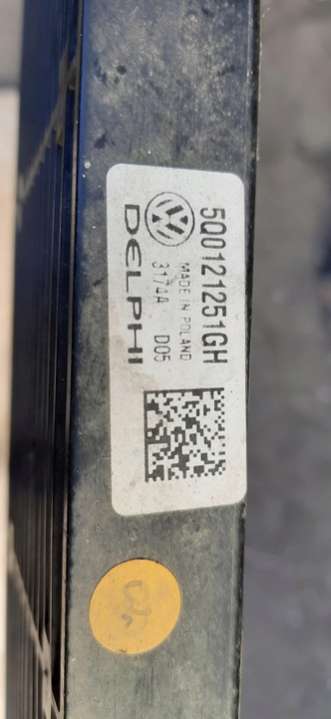 5Q0121251GH
MADE IN POLAND
3174A D05
DELPHI